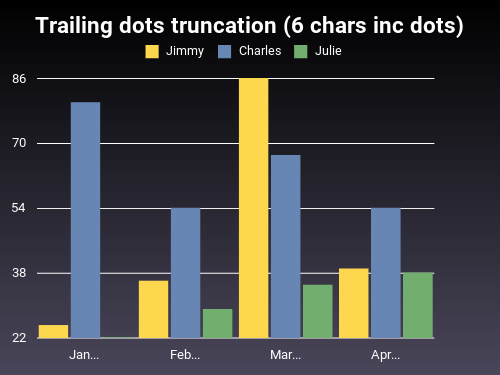 Trailing dots truncation (6 chars inc dots)
Jimmy Charles Julie
86
70
54
38
22
Jan... Feb... Mar... Apr...